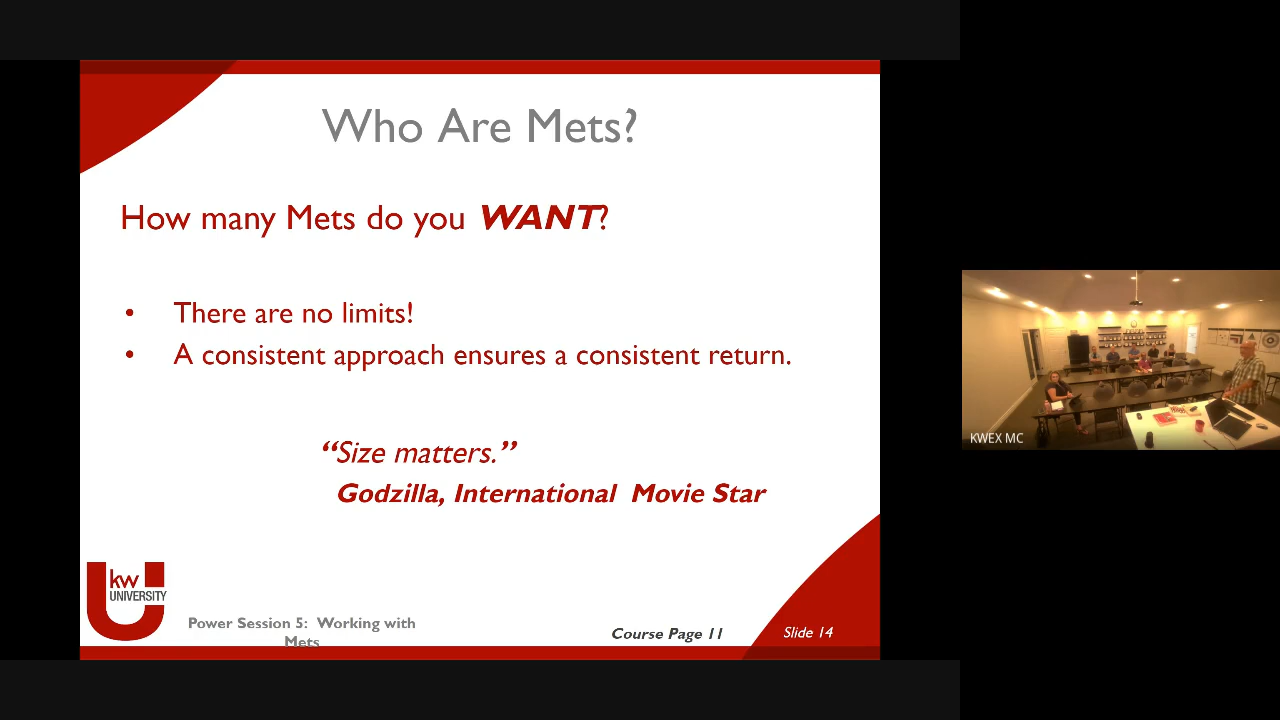 Who Are Mets?
How many Mets do you WANT?
• There are no limits!
• A consistent approach ensures a consistent return.
“Size matters.”
Godzilla, International Movie Star
kw
UNIVERSITY
Power Session 5: Working with
Mets
Course Page 11
Slide 14
KWEX MC